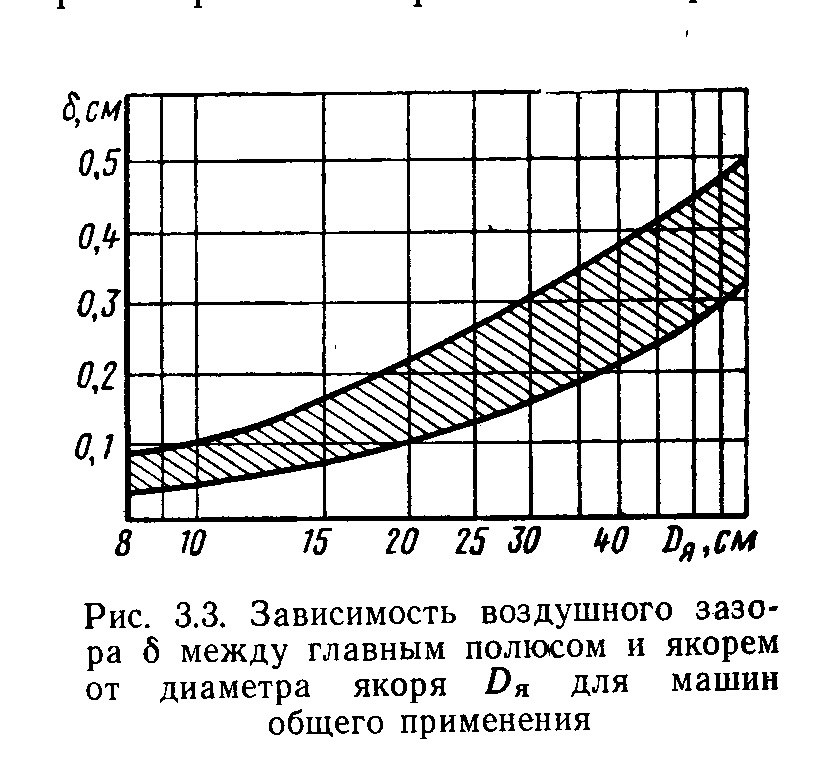 δ, см
0,5
0,4
0,3
0,2
0,1
8 10 15 20 25 30 40 Dя, см
Рис. 3.3. Зависимость воздушного зазо-
ра δ между главным полюсом и якорем
от диаметра якоря Dя для машин
общего применения